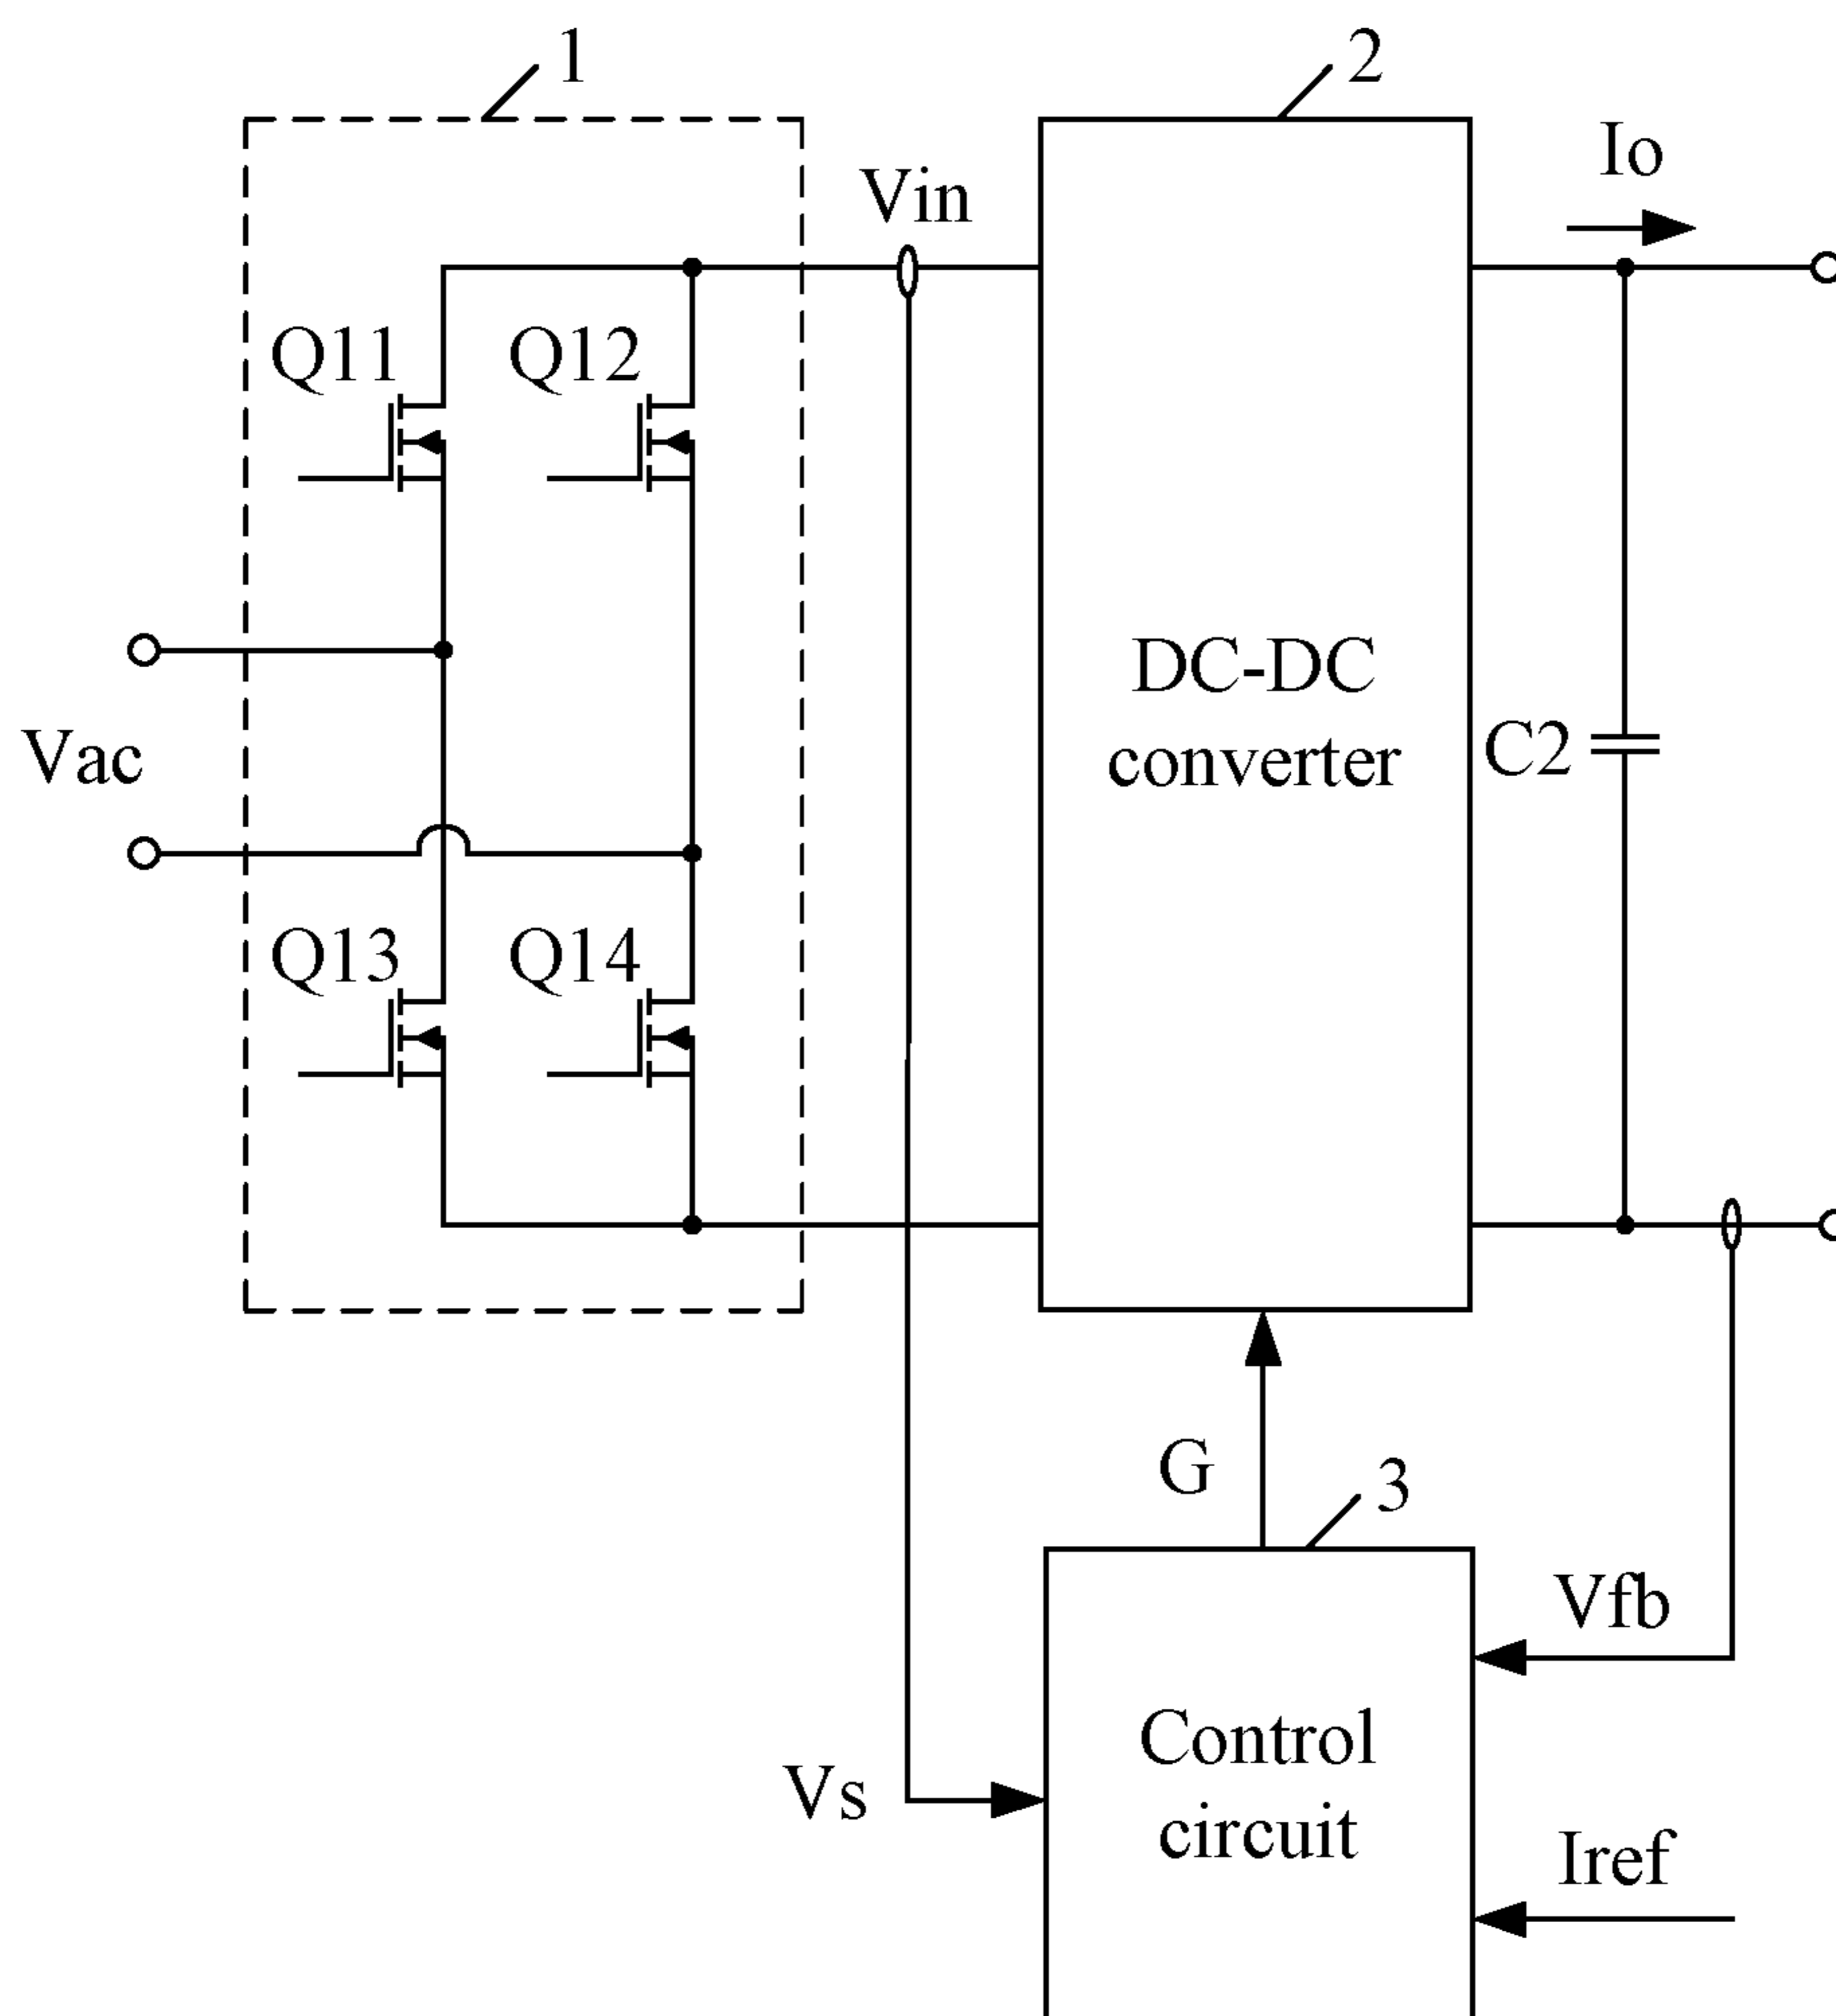 1
2
Io
Vin
Q11
Q12
DC-DC
converter
C2
Vac
Q13
Q14
G
3
Vfb
Control
circuit
Vs
Iref